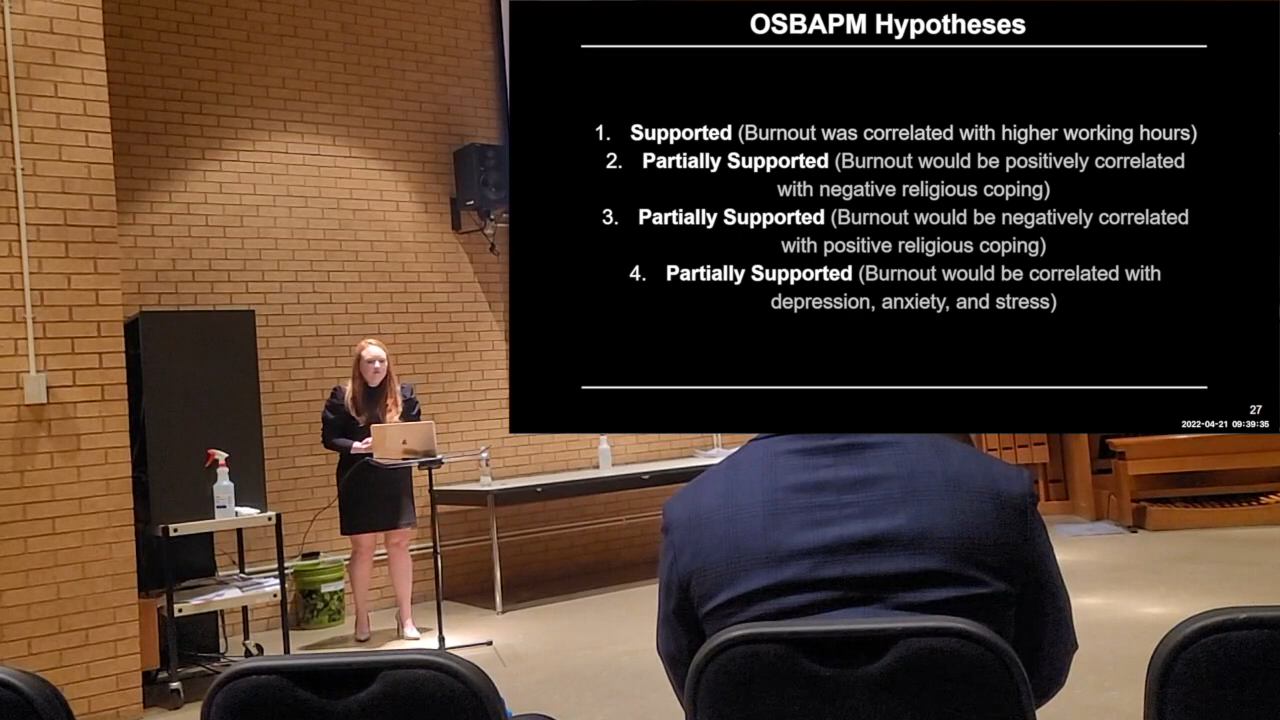 OSBAPM Hypotheses
1. Supported (Burnout was correlated with higher working hours)
2. Partially Supported (Burnout would be positively correlated
with negative religious coping)
3. Partially Supported (Burnout would be negatively correlated
with positive religious coping)
4. Partially Supported (Burnout would be correlated with
depression, anxiety, and stress)
27
2022-04-21 09:39:35